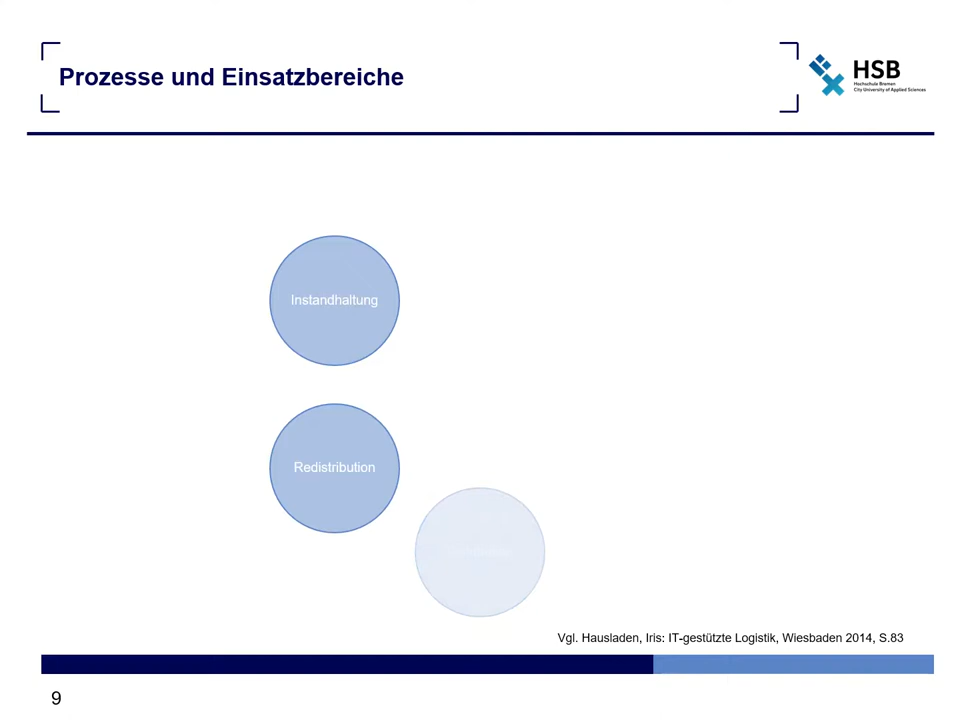 Prozesse und Einsatzbereiche
HSB
Hochschule Bremen
City University of Applied Sciences
Instandhaltung
Redistribution
Vgl. Hausladen, Iris: IT-gestützte Logistik, Wiesbaden 2014, S.83
9